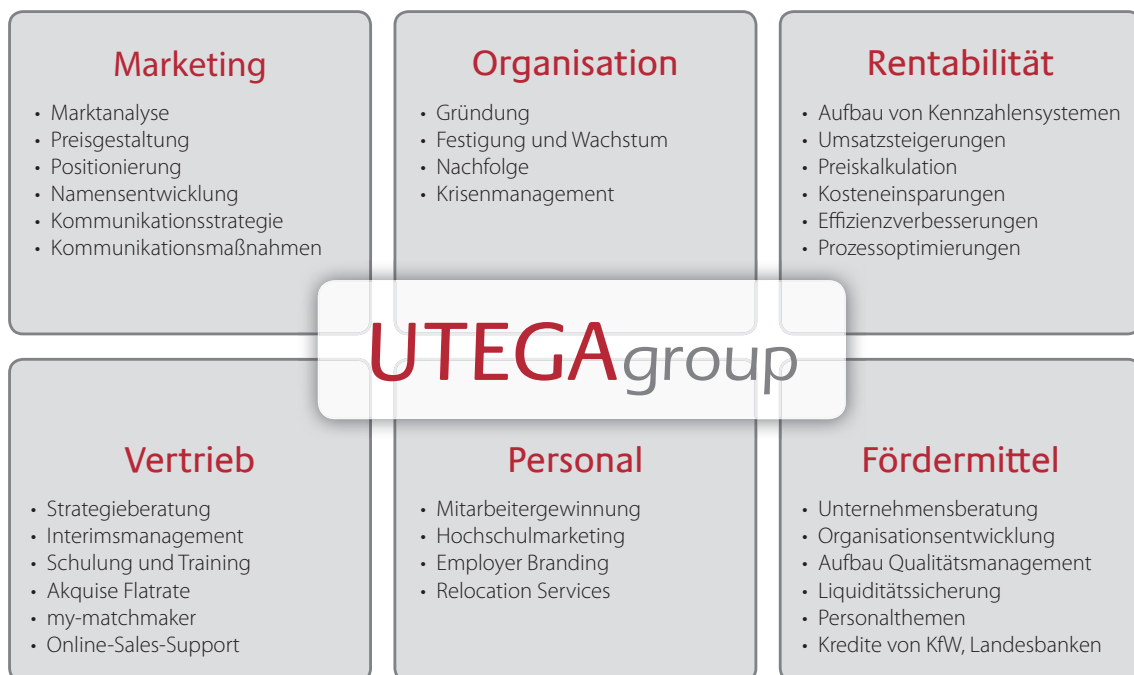 Marketing
• Marktanalyse
• Preisgestaltung
• Positionierung
• Namensentwicklung
• Kommunikationsstrategie
• Kommunikationsmaßnahmen
Organisation
• Gründung
• Festigung und Wachstum
• Nachfolge
• Krisenmanagement
Rentabilität
• Aufbau von Kennzahlensystemen
• Umsatzsteigerungen
• Preiskalkulation
• Kosteneinsparungen
• Effizienzverbesserungen
• Prozessoptimierungen
UTEGAgroup
Vertrieb
• Strategieberatung
• Interimsmanagement
• Schulung und Training
• Akquise Flatrate
• my-matchmaker
• Online-Sales-Support
Personal
• Mitarbeitergewinnung
• Hochschulmarketing
• Employer Branding
• Relocation Services
Fördermittel
• Unternehmensberatung
• Organisationsentwicklung
• Aufbau Qualitätsmanagement
• Liquiditätssicherung
• Personalthemen
• Kredite von KfW, Landesbanken